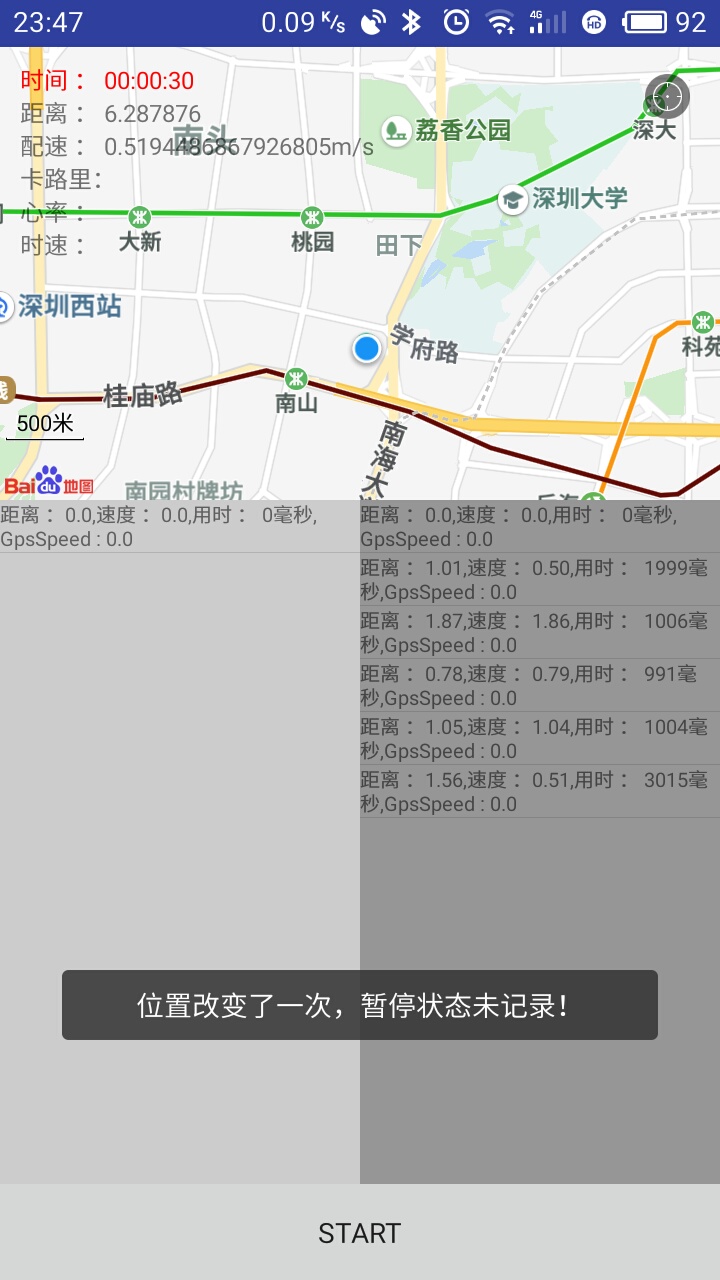 23:47
0.09 K/s
4G
HD
92
时间： 00:00:30
距离： 6.287876
南头
荔香公园
深大
配速： 0.5194486867926805m/s
卡路里：
深圳大学
心率：
时速：
大新
桃园
田下
深圳西站
学府路
科苑
桂庙路
南山
500米
南海大
Bai du 地图
南园村牌坊
后海
距离： 0.0,速度： 0.0,用时： 0毫秒,
GpsSpeed : 0.0
距离： 0.0,速度： 0.0,用时： 0毫秒,
GpsSpeed : 0.0
距离： 1.01,速度： 0.50,用时： 1999毫
秒,GpsSpeed : 0.0
距离： 1.87,速度： 1.86,用时： 1006毫
秒,GpsSpeed : 0.0
距离： 0.78,速度： 0.79,用时： 991毫
秒,GpsSpeed : 0.0
距离： 1.05,速度： 1.04,用时： 1004毫
秒,GpsSpeed : 0.0
距离： 1.56,速度： 0.51,用时： 3015毫
秒,GpsSpeed : 0.0
位置改变了一次，暂停状态未记录！
START